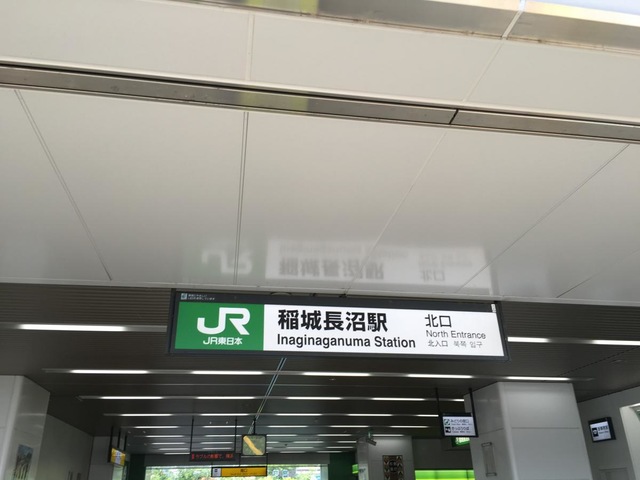 JR
JR東日本
稲城長沼駅
Inaginaganuma Station
北口
North Entrance
北入口 북쪽 입구